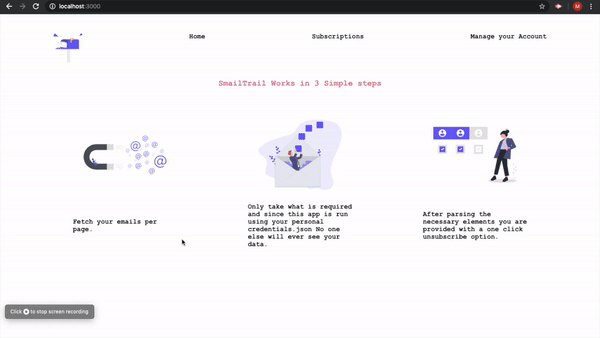 localhost:3000
M
Home
Subscriptions
Manage your Account
SmailTrail Works in 3 Simple steps
@
@
@
@
@
@
@
Fetch your emails per
page.
Only take what is required
and since this app is run
using your personal
credentials.json No one
else will ever see your
data.
After parsing the
necessary elements you are
provided with a one click
unsubscribe option.
Click to stop screen recording